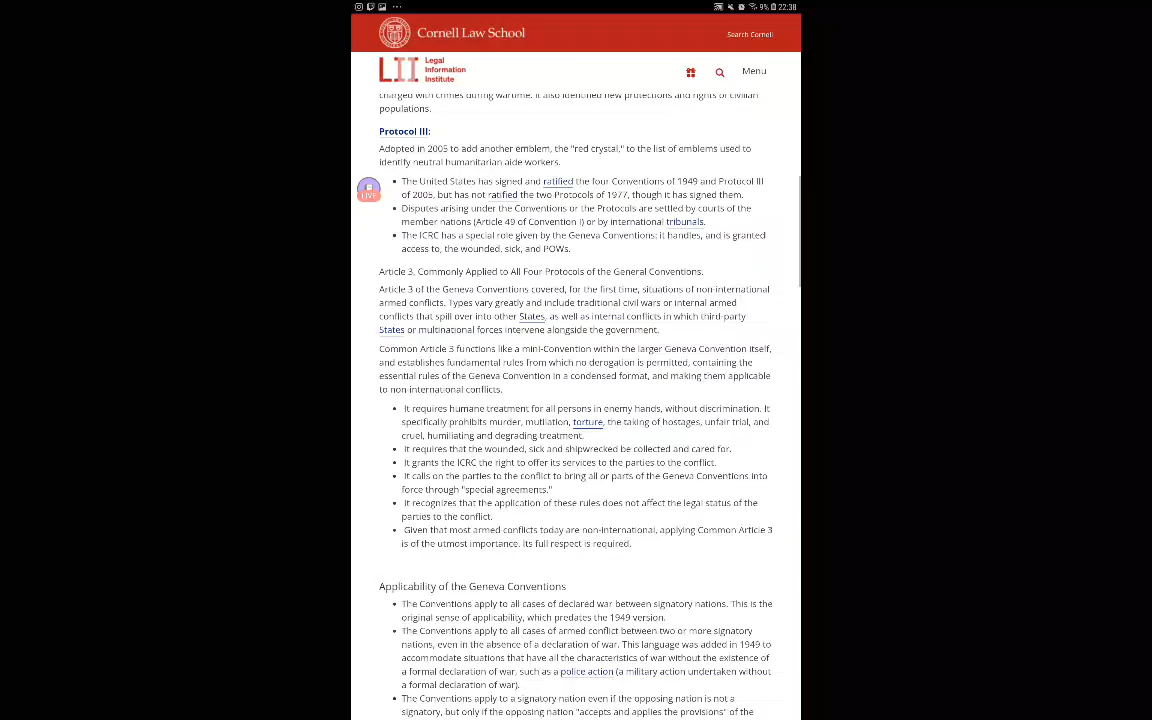 9% 22:38
Cornell Law School
Search Cornell
LII Legal
Information
Institute
Menu
charged with crimes during wartime. It also identified new protections and rights of civilian
populations.
Protocol III:
Adopted in 2005 to add another emblem, the "red crystal," to the list of emblems used to
identify neutral humanitarian aide workers.
LIVE
• The United States has signed and ratified the four Conventions of 1949 and Protocol III
of 2005, but has not ratified the two Protocols of 1977, though it has signed them.
• Disputes arising under the Conventions or the Protocols are settled by courts of the
member nations (Article 49 of Convention I) or by international tribunals.
• The ICRC has a special role given by the Geneva Conventions: it handles, and is granted
access to, the wounded, sick, and POWs.
Article 3, Commonly Applied to All Four Protocols of the General Conventions.
Article 3 of the Geneva Conventions covered, for the first time, situations of non-international
armed conflicts. Types vary greatly and include traditional civil wars or internal armed
conflicts that spill over into other States, as well as internal conflicts in which third-party
States or multinational forces intervene alongside the government.
Common Article 3 functions like a mini-Convention within the larger Geneva Convention itself,
and establishes fundamental rules from which no derogation is permitted, containing the
essential rules of the Geneva Convention in a condensed format, and making them applicable
to non-international conflicts.
• It requires humane treatment for all persons in enemy hands, without discrimination. It
specifically prohibits murder, mutilation, torture, the taking of hostages, unfair trial, and
cruel, humiliating and degrading treatment.
• It requires that the wounded, sick and shipwrecked be collected and cared for.
• It grants the ICRC the right to offer its services to the parties to the conflict.
• It calls on the parties to the conflict to bring all or parts of the Geneva Conventions into
force through "special agreements."
• It recognizes that the application of these rules does not affect the legal status of the
parties to the conflict.
• Given that most armed conflicts today are non-international, applying Common Article 3
is of the utmost importance. Its full respect is required.
Applicability of the Geneva Conventions
• The Conventions apply to all cases of declared war between signatory nations. This is the
original sense of applicability, which predates the 1949 version.
• The Conventions apply to all cases of armed conflict between two or more signatory
nations, even in the absence of a declaration of war. This language was added in 1949 to
accommodate situations that have all the characteristics of war without the existence of
a formal declaration of war, such as a police action (a military action undertaken without
a formal declaration of war).
• The Conventions apply to a signatory nation even if the opposing nation is not a
signatory, but only if the opposing nation "accepts and applies the provisions" of the